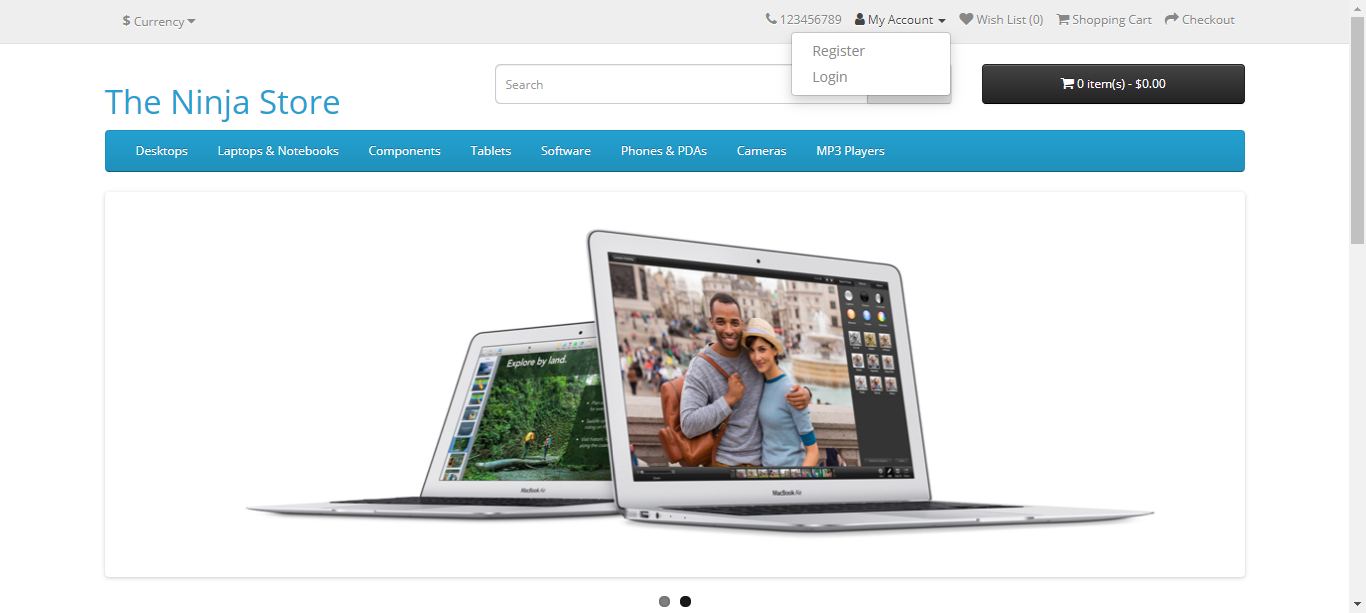 $ Currency
123456789 My Account Wish List (0) Shopping Cart Checkout
Register
Login
Search
0 item(s) - $0.00
The Ninja Store
Desktops Laptops & Notebooks Components Tablets Software Phones & PDAs Cameras MP3 Players
Explore by land.
MacBook Air
MacBook Air